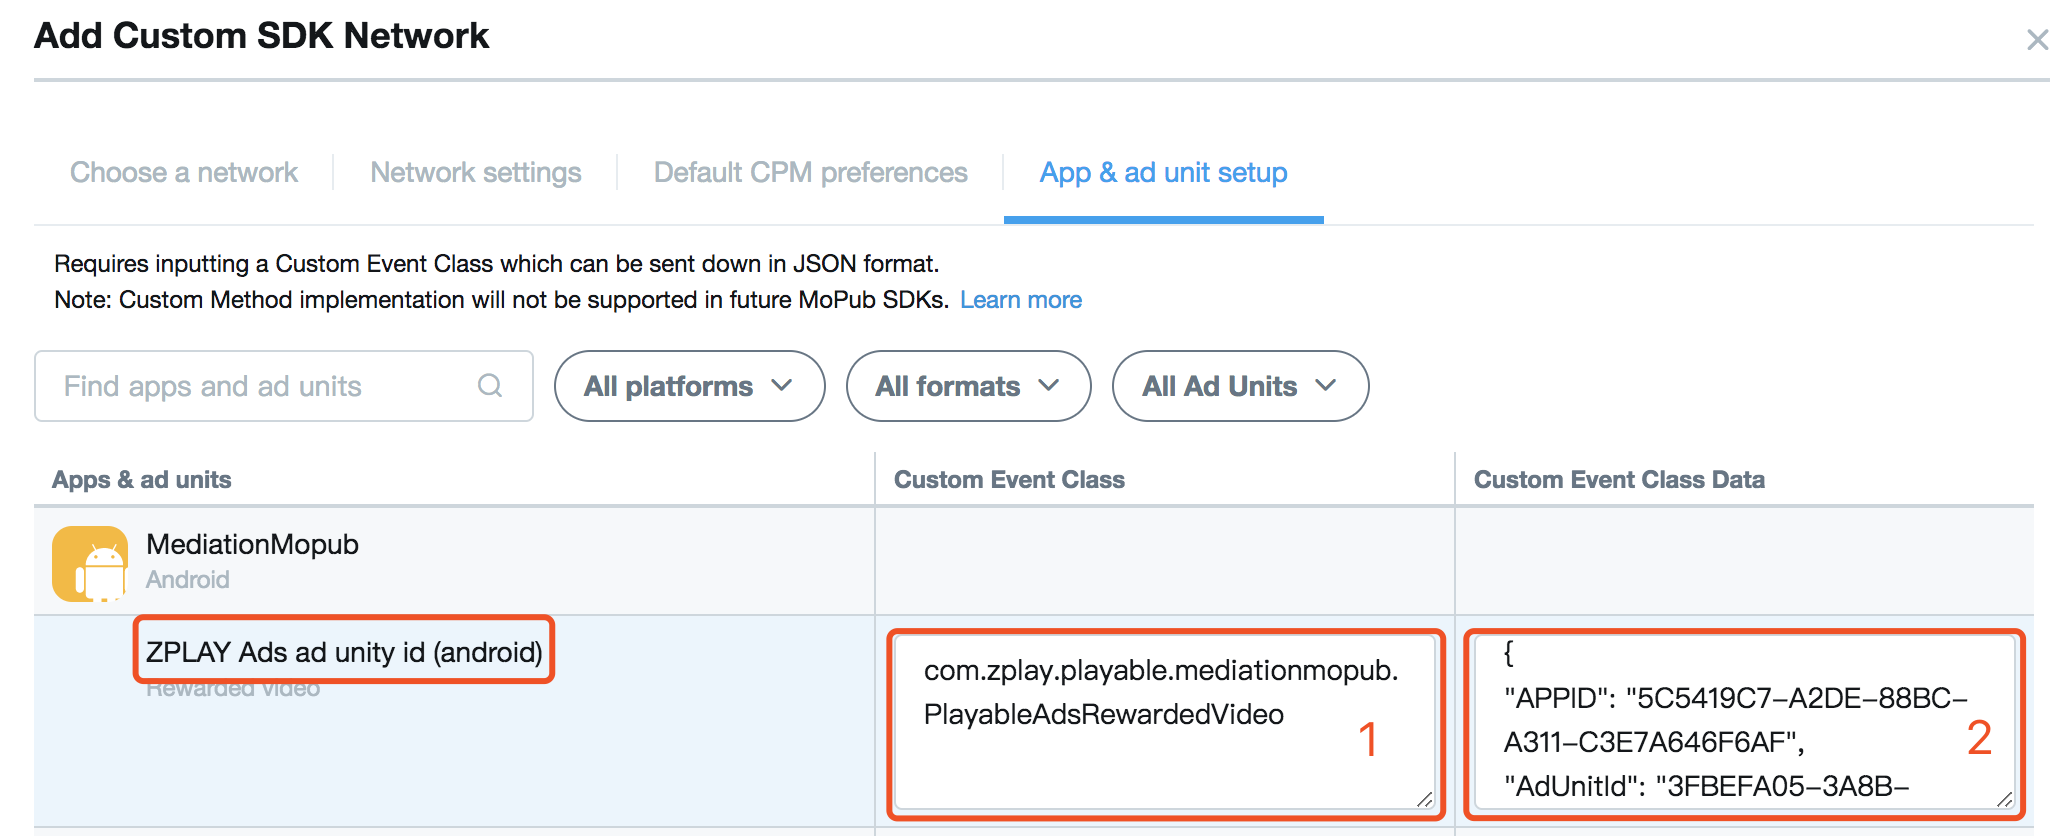 Add Custom SDK Network
Choose a network
Network settings
Default CPM preferences
App & ad unit setup
Requires inputting a Custom Event Class which can be sent down in JSON format.
Note: Custom Method implementation will not be supported in future MoPub SDKs. Learn more
Find apps and ad units
All platforms
All formats
All Ad Units
Apps & ad units
Custom Event Class
Custom Event Class Data
MediationMopub
Android
ZPLAY Ads ad unity id (android)
Rewarded video
com.zplay.playable.mediationmopub.
PlayableAdsRewardedVideo
1
{
"APPID": "5C5419C7-A2DE-88BC-
A311-C3E7A646F6AF",
"AdUnitId": "3FBEFA05-3A8B-
2